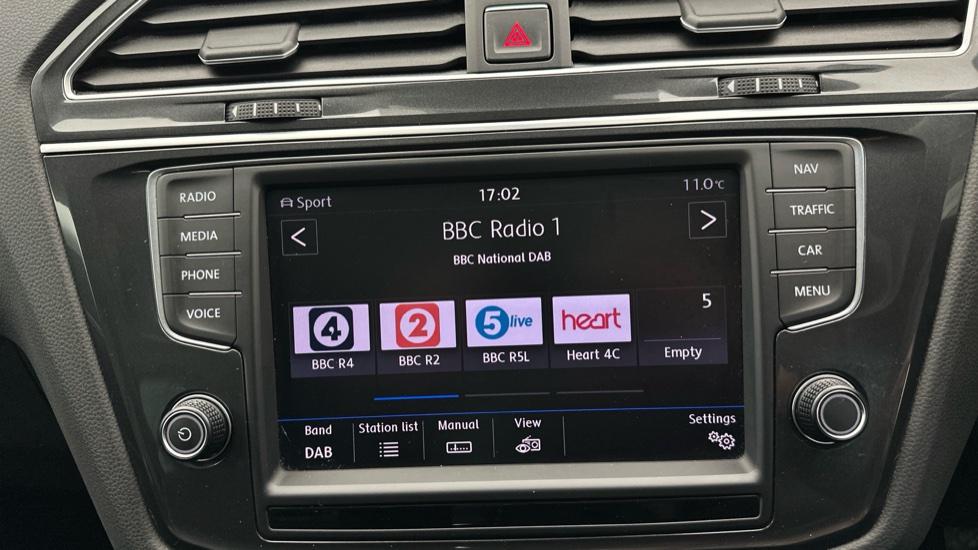 RADIO
MEDIA
PHONE
VOICE
Sport
17:02
11.0°C
<
BBC Radio 1
>
BBC National DAB
4
2
5 live
heart
5
BBC R4
BBC R2
BBC R5L
Heart 4C
Empty
Band
DAB
Station list
Manual
View
Settings
NAV
TRAFFIC
CAR
MENU